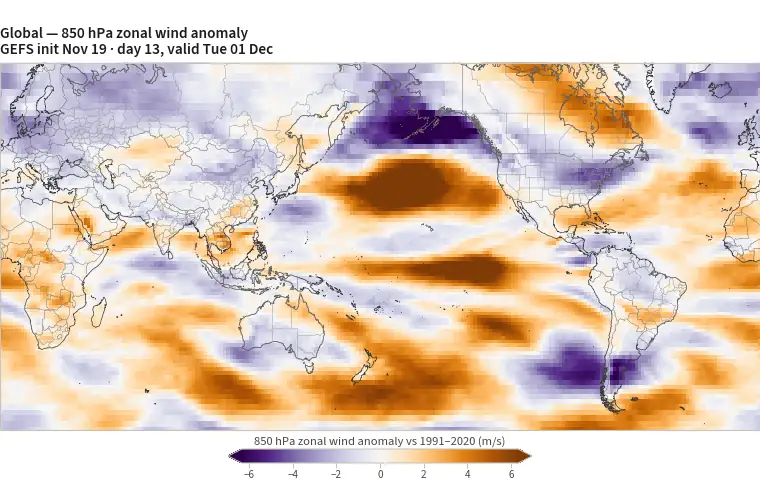 Global — 850 hPa zonal wind anomaly
GEFS init Nov 19 · day 13, valid Tue 01 Dec
850 hPa zonal wind anomaly vs 1991–2020 (m/s)
−6 −4 −2 0 2 4 6